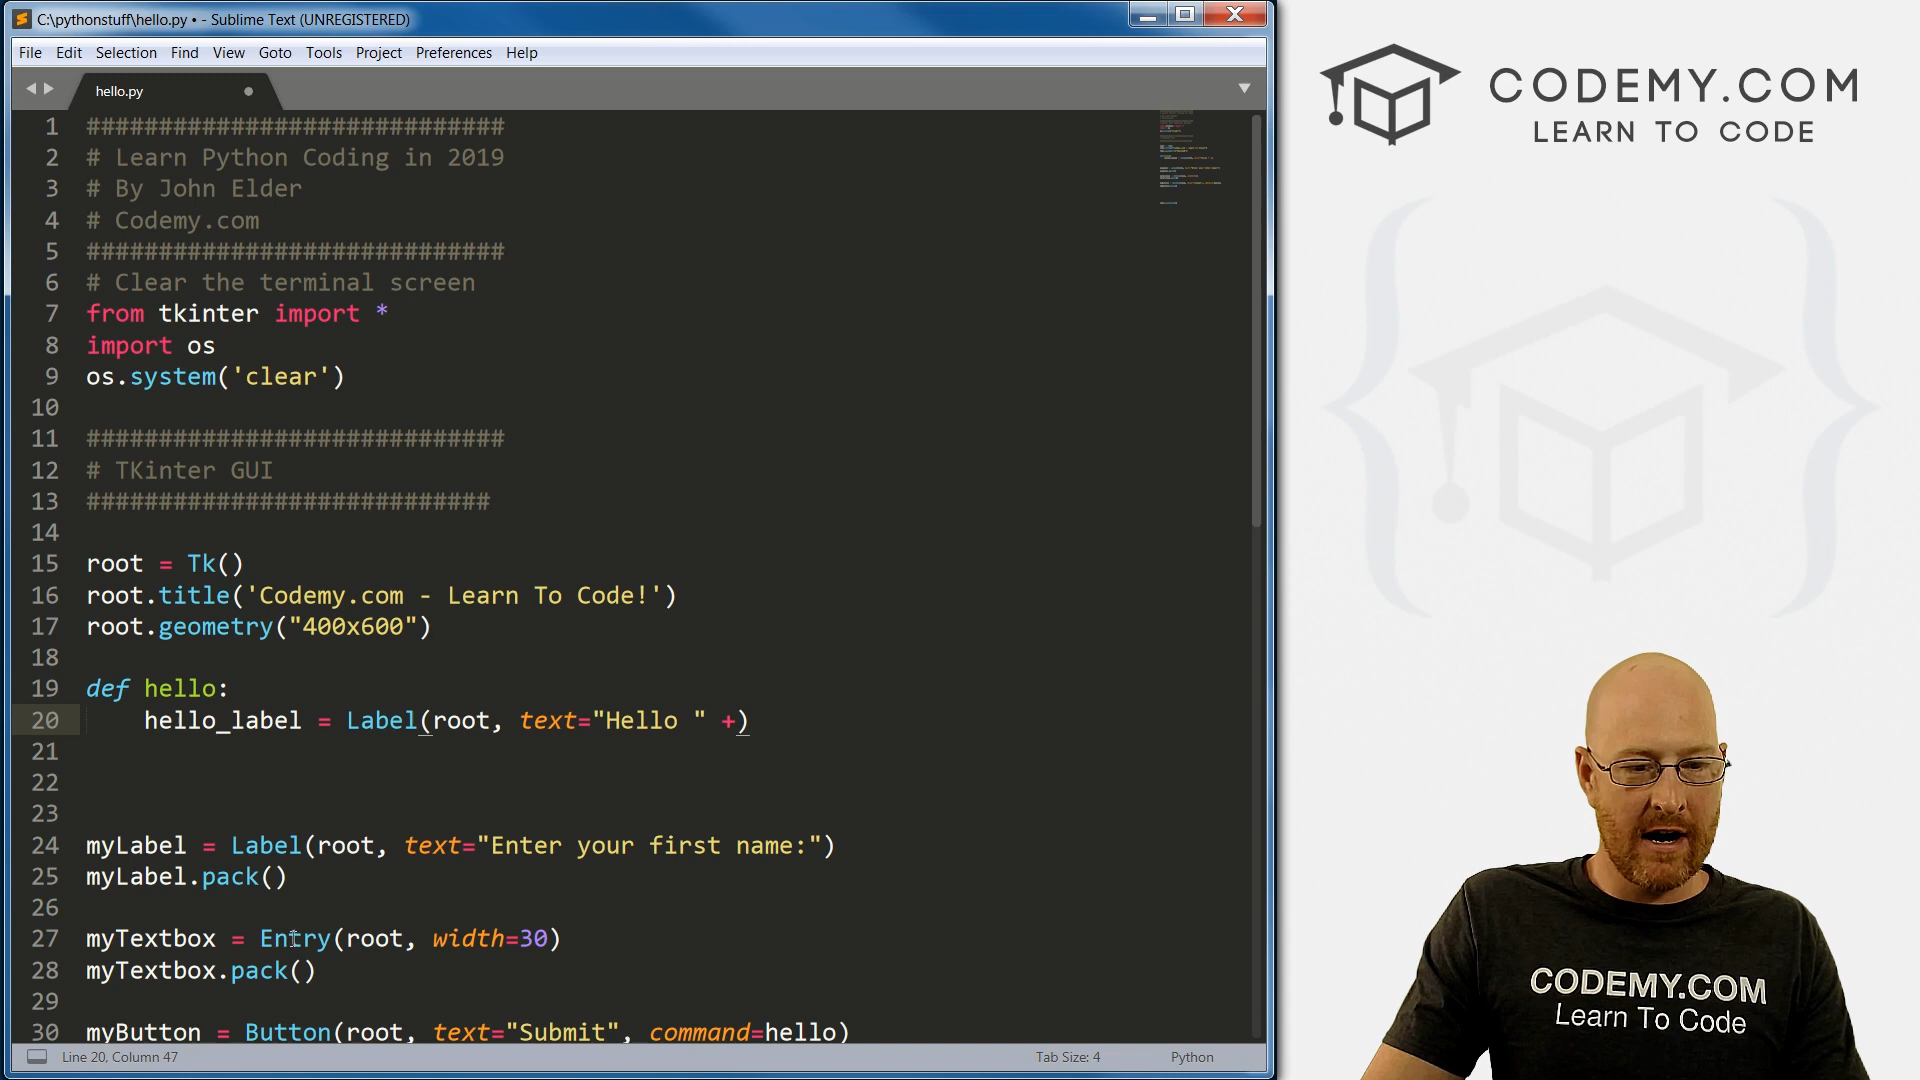 C:\pythonstuff\hello.py • - Sublime Text (UNREGISTERED)
File Edit Selection Find View Goto Tools Project Preferences Help
hello.py
1 #############################
2 # Learn Python Coding in 2019
3 # By John Elder
4 # Codemy.com
5 #############################
6 # Clear the terminal screen
7 from tkinter import *
8 import os
9 os.system('clear')
10
11 #############################
12 # TKinter GUI
13 ############################
14
15 root = Tk()
16 root.title('Codemy.com - Learn To Code!')
17 root.geometry("400x600")
18
19 def hello:
20     hello_label = Label(root, text="Hello " +)
21
22
23
24 myLabel = Label(root, text="Enter your first name:")
25 myLabel.pack()
26
27 myTextbox = Entry(root, width=30)
28 myTextbox.pack()
29
30 myButton = Button(root, text="Submit", command=hello)
Line 20, Column 47
Tab Size: 4
Python
CODEMY.COM
LEARN TO CODE
CODEMY.COM
Learn To Code